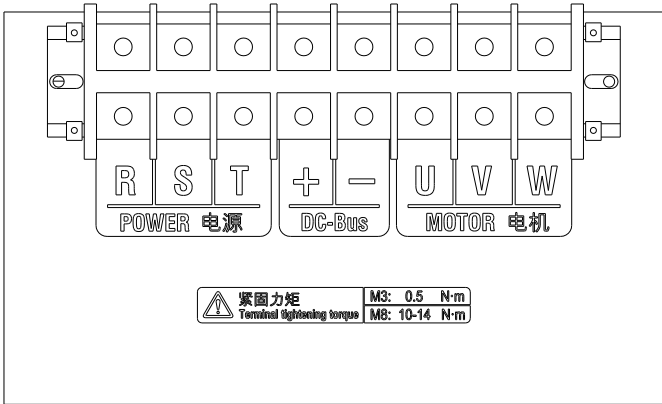 R S T + − U V W
POWER 电源 DC-Bus MOTOR 电机
紧固力矩 M3: 0.5 N·m
Terminal tightening torque M8: 10-14 N·m